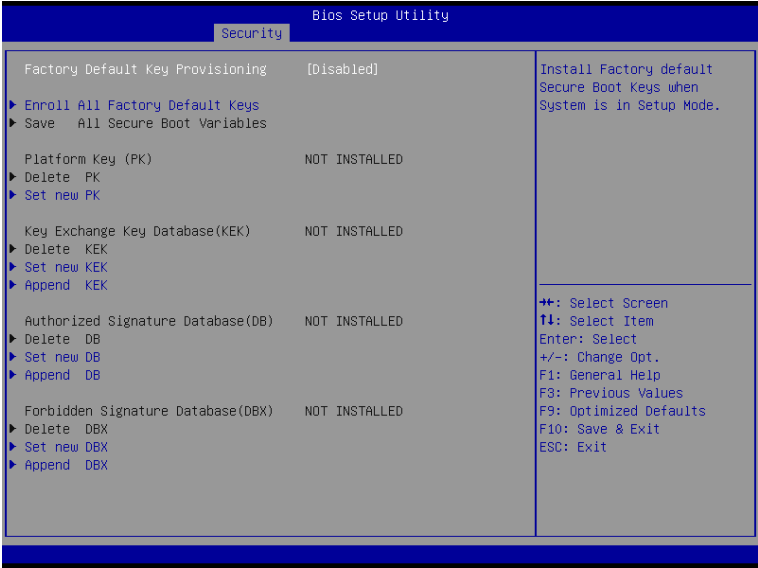 Bios Setup Utility
Security
Factory Default Key Provisioning [Disabled]
Enroll All Factory Default Keys
Save All Secure Boot Variables
Platform Key (PK) NOT INSTALLED
Delete PK
Set new PK
Key Exchange Key Database(KEK) NOT INSTALLED
Delete KEK
Set new KEK
Append KEK
Authorized Signature Database(DB) NOT INSTALLED
Delete DB
Set new DB
Append DB
Forbidden Signature Database(DBX) NOT INSTALLED
Delete DBX
Set new DBX
Append DBX
Install Factory default
Secure Boot Keys when
System is in Setup Mode.
→←: Select Screen
↑↓: Select Item
Enter: Select
+/-: Change Opt.
F1: General Help
F3: Previous Values
F9: Optimized Defaults
F10: Save & Exit
ESC: Exit